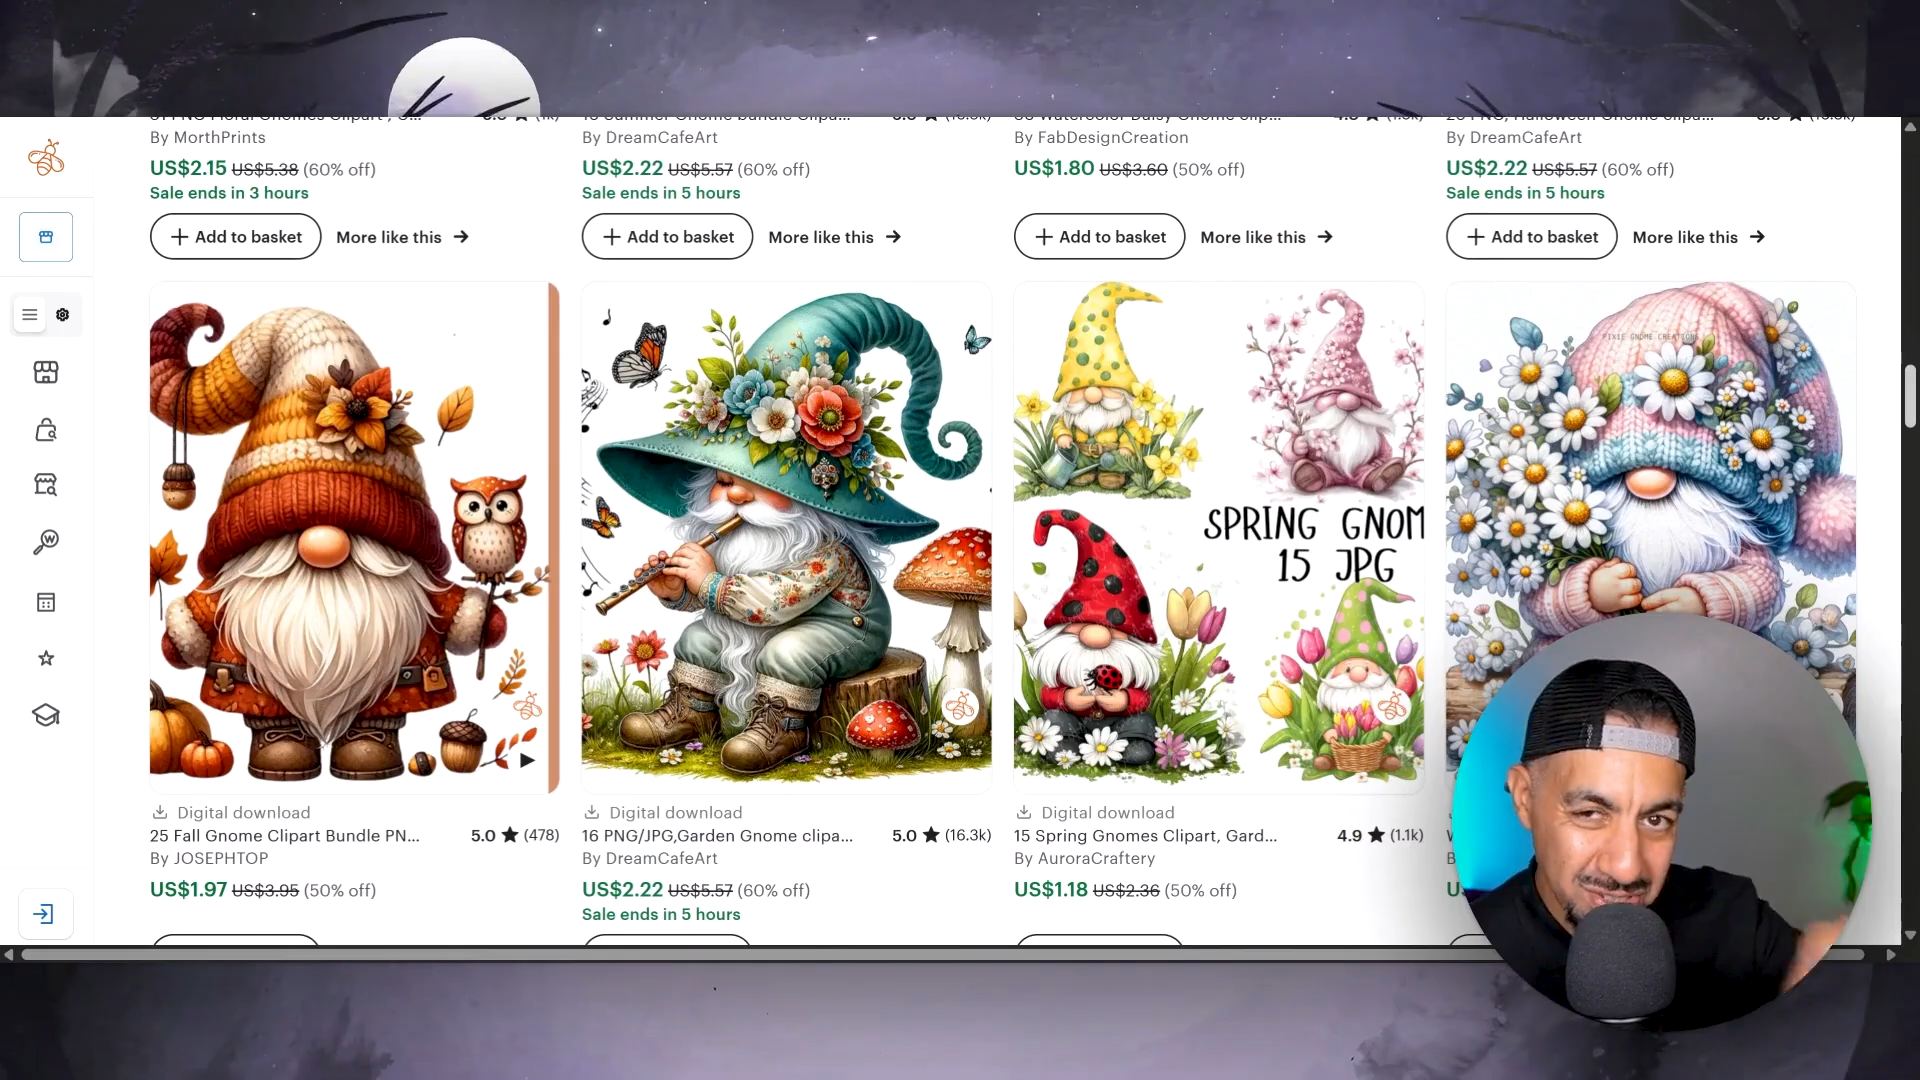 By MorthPrints
US$2.15 US$5.38 (60% off)
Sale ends in 3 hours
Add to basket More like this
By DreamCafeArt
US$2.22 US$5.57 (60% off)
Sale ends in 5 hours
Add to basket More like this
By FabDesignCreation
US$1.80 US$3.60 (50% off)
Add to basket More like this
By DreamCafeArt
US$2.22 US$5.57 (60% off)
Sale ends in 5 hours
Add to basket More like this
SPRING GNOM
15 JPG
PIXIE GNOME CREATIONS
Digital download
25 Fall Gnome Clipart Bundle PN... 5.0 (478)
By JOSEPHTOP
US$1.97 US$3.95 (50% off)
Digital download
16 PNG/JPG,Garden Gnome clipa... 5.0 (16.3k)
By DreamCafeArt
US$2.22 US$5.57 (60% off)
Sale ends in 5 hours
Digital download
15 Spring Gnomes Clipart, Gard... 4.9 (1.1k)
By AuroraCraftery
US$1.18 US$2.36 (50% off)